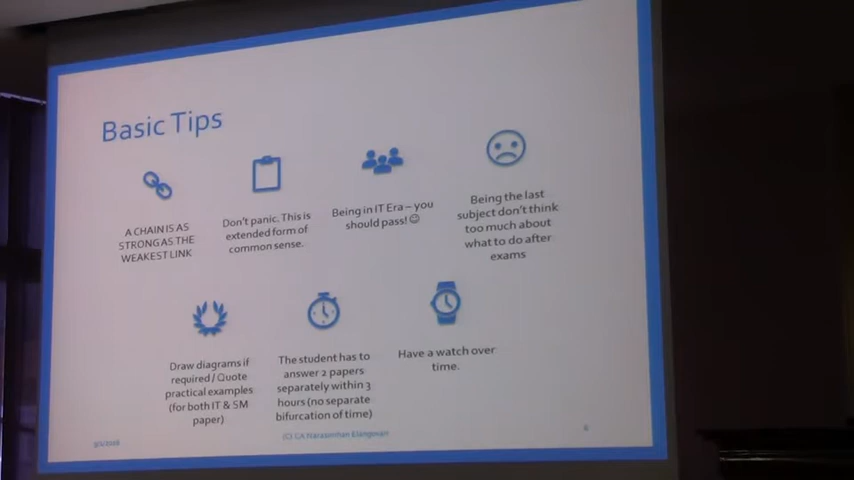 Basic Tips
A CHAIN IS AS
STRONG AS THE
WEAKEST LINK
Don't panic. This is
extended form of
common sense.
Being in IT Era – you
should pass! ☺
Being the last
subject don't think
too much about
what to do after
exams
Draw diagrams if
required / Quote
practical examples
(for both IT & SM
paper)
The student has to
answer 2 papers
separately within 3
hours (no separate
bifurcation of time)
Have a watch over
time.
(C) CA Narasimhan Elangovan